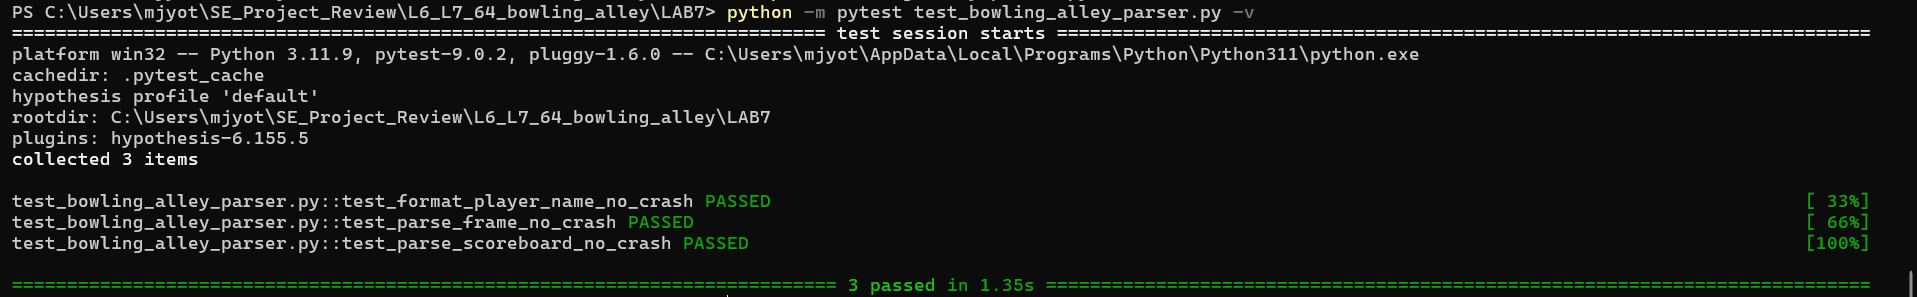 PS C:\Users\mjyot\SE_Project_Review\L6_L7_64_bowling_alley\LAB7> python -m pytest test_bowling_alley_parser.py -v
============================================================================= test session starts =============================================================================
platform win32 -- Python 3.11.9, pytest-9.0.2, pluggy-1.6.0 -- C:\Users\mjyot\AppData\Local\Programs\Python\Python311\python.exe
cachedir: .pytest_cache
hypothesis profile 'default'
rootdir: C:\Users\mjyot\SE_Project_Review\L6_L7_64_bowling_alley\LAB7
plugins: hypothesis-6.155.5
collected 3 items
test_bowling_alley_parser.py::test_format_player_name_no_crash PASSED [ 33%]
test_bowling_alley_parser.py::test_parse_frame_no_crash PASSED [ 66%]
test_bowling_alley_parser.py::test_parse_scoreboard_no_crash PASSED [100%]
============================================================================== 3 passed in 1.35s ==============================================================================